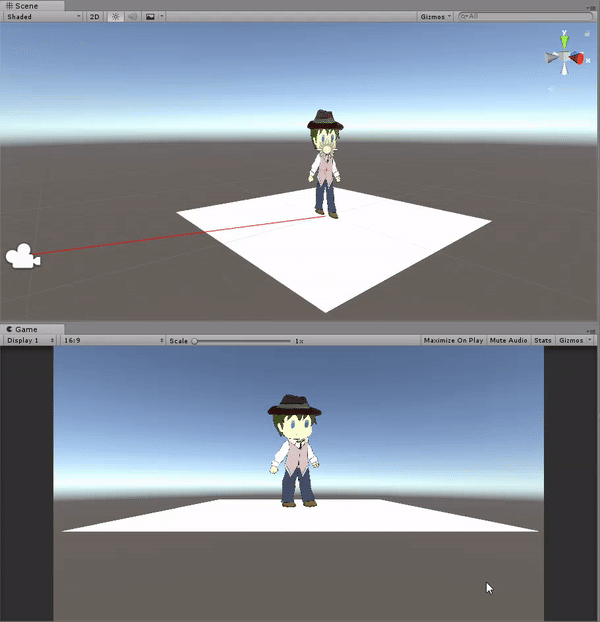 Scene
Shaded 2D Gizmos All
y
x
Game
Display 1 16:9 Scale 1x Maximize On Play Mute Audio Stats Gizmos